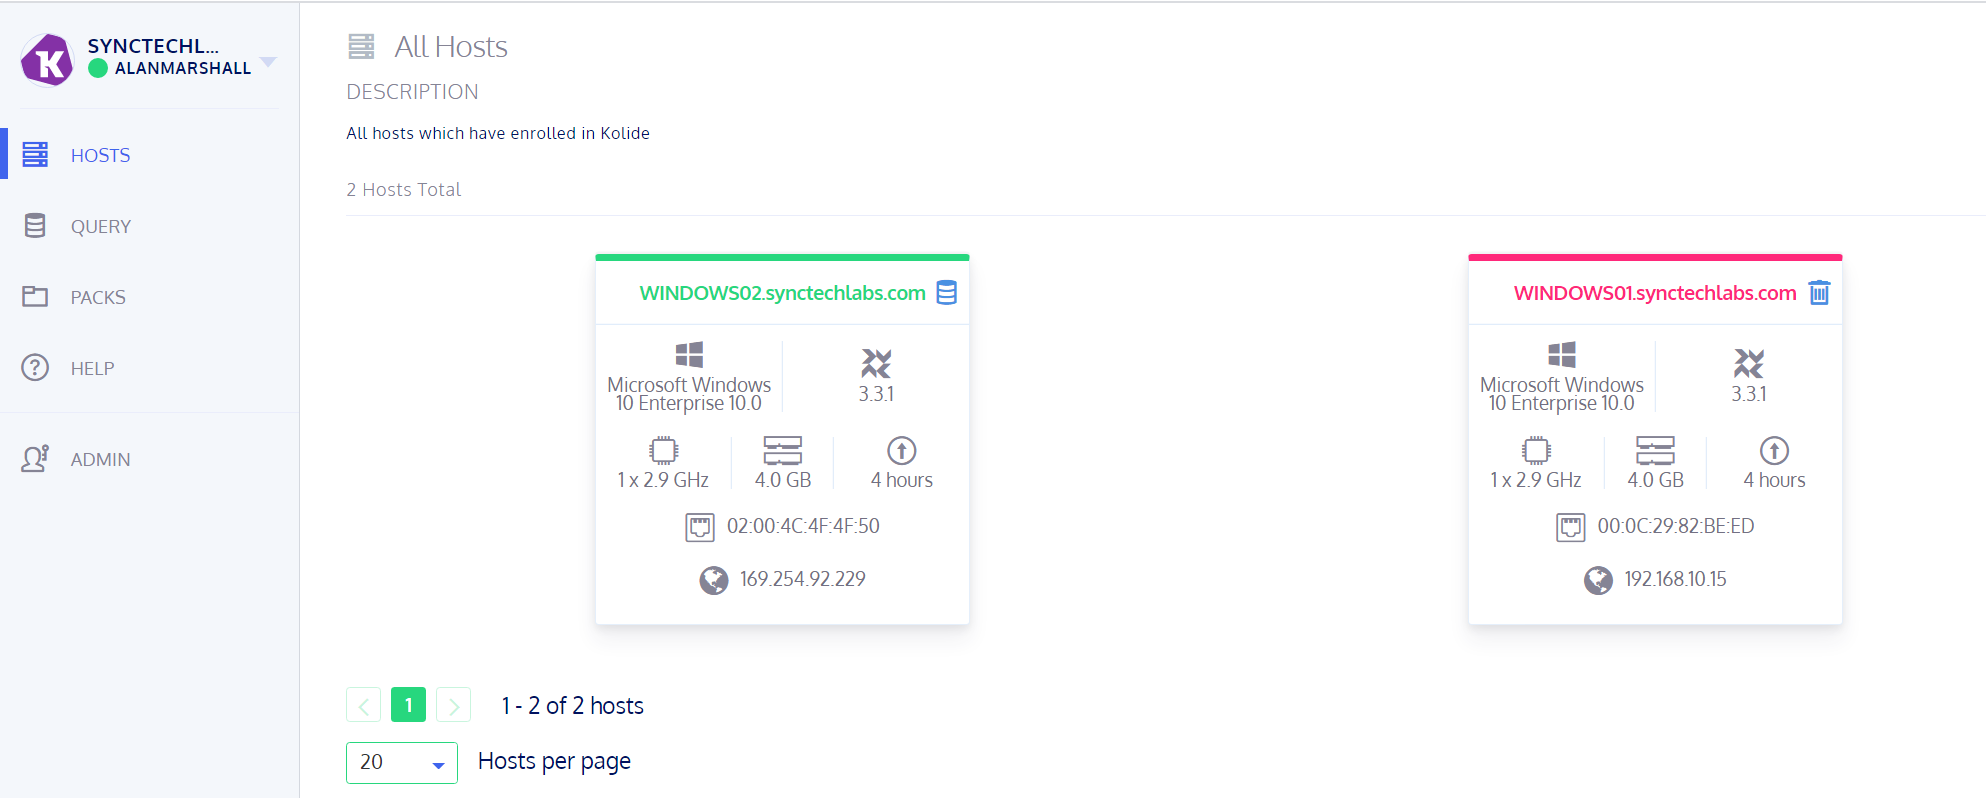 SYNCTECHL...
ALANMARSHALL
HOSTS
QUERY
PACKS
HELP
ADMIN
All Hosts
DESCRIPTION
All hosts which have enrolled in Kolide
2 Hosts Total
WINDOWS02.synctechlabs.com
Microsoft Windows
10 Enterprise 10.0
3.3.1
1 x 2.9 GHz
4.0 GB
4 hours
02:00:4C:4F:4F:50
169.254.92.229
WINDOWS01.synctechlabs.com
Microsoft Windows
10 Enterprise 10.0
3.3.1
1 x 2.9 GHz
4.0 GB
4 hours
00:0C:29:82:BE:ED
192.168.10.15
1
1 - 2 of 2 hosts
20
Hosts per page